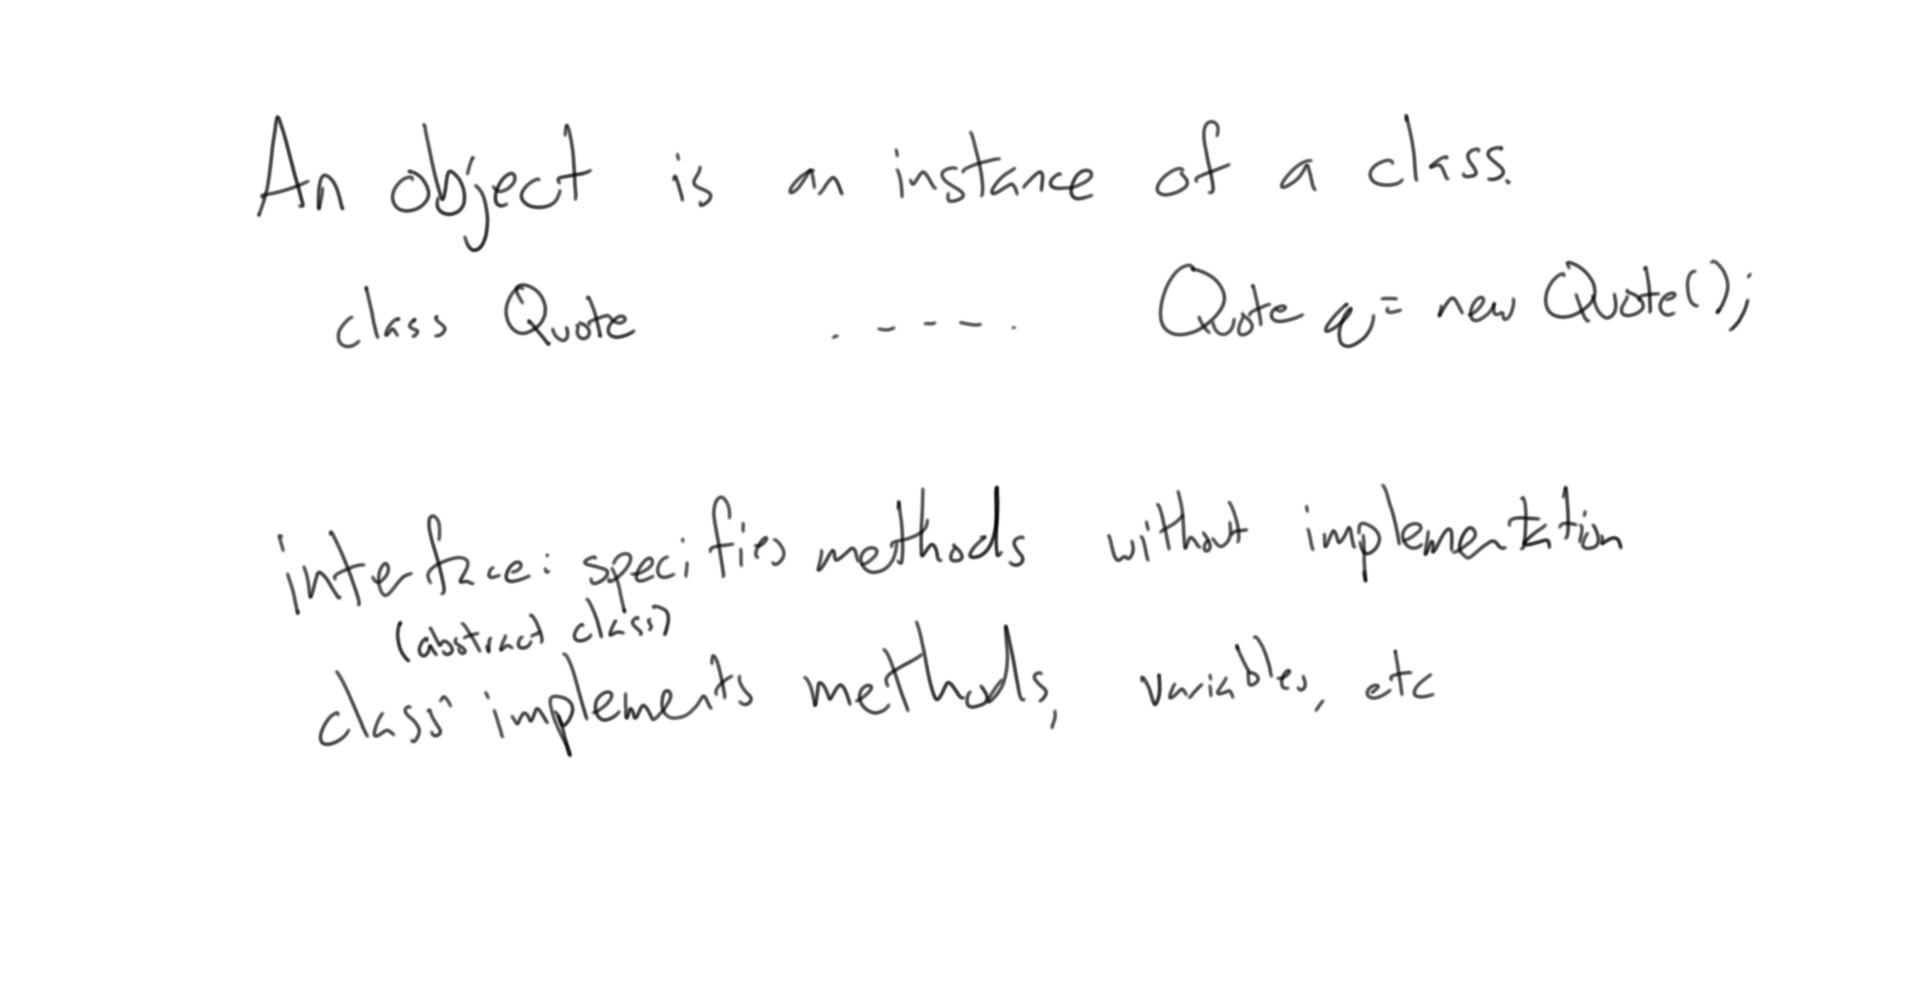 An object is an instance of a class.
class Quote . - - - . Quote q = new Quote();
interface: specifies methods without implementation
(abstract class)
class implements methods, variables, etc